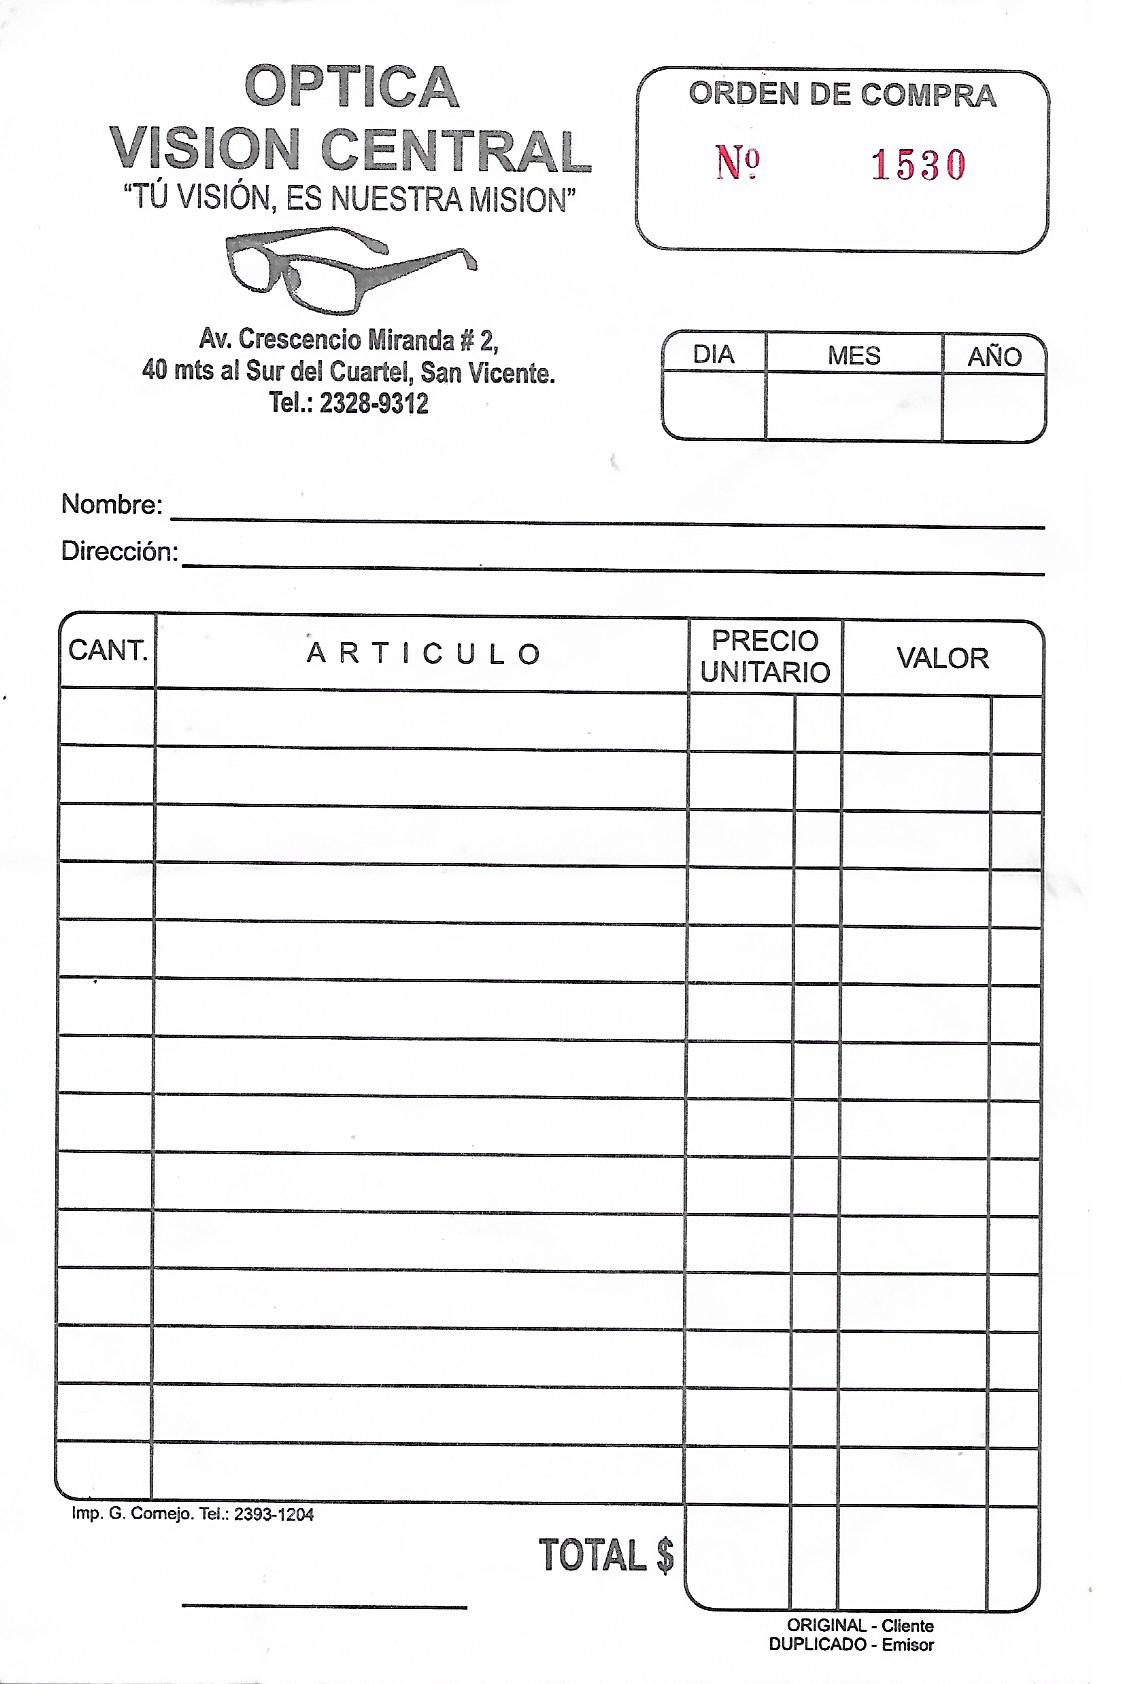 OPTICA
VISION CENTRAL
“TÚ VISIÓN, ES NUESTRA MISION”
Av. Crescencio Miranda # 2,
40 mts al Sur del Cuartel, San Vicente.
Tel.: 2328-9312
ORDEN DE COMPRA
Nº 1530
DIA MES AÑO
Nombre:
Dirección:
CANT. ARTICULO PRECIO UNITARIO VALOR
Imp. G. Cornejo. Tel.: 2393-1204
TOTAL $
ORIGINAL - Cliente
DUPLICADO - Emisor